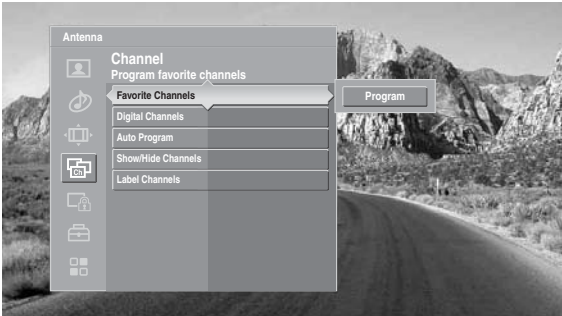 Antenna
Channel
Program favorite channels
Favorite Channels
Program
Digital Channels
Auto Program
Ch
Show/Hide Channels
Label Channels